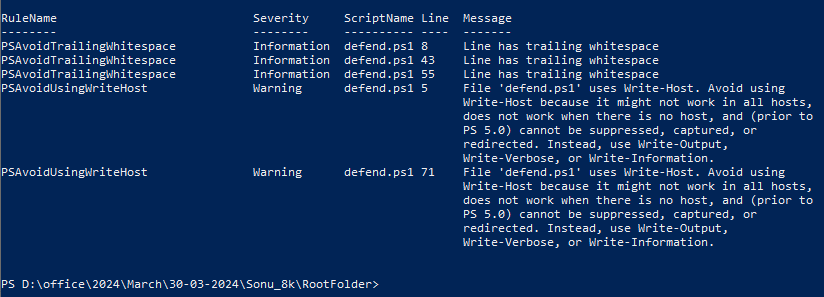 RuleName Severity ScriptName Line Message
-------- -------- ---------- ---- -------
PSAvoidTrailingWhitespace Information defend.ps1 8 Line has trailing whitespace
PSAvoidTrailingWhitespace Information defend.ps1 43 Line has trailing whitespace
PSAvoidTrailingWhitespace Information defend.ps1 55 Line has trailing whitespace
PSAvoidUsingWriteHost Warning defend.ps1 5 File 'defend.ps1' uses Write-Host. Avoid using
Write-Host because it might not work in all hosts,
does not work when there is no host, and (prior to
PS 5.0) cannot be suppressed, captured, or
redirected. Instead, use Write-Output,
Write-Verbose, or Write-Information.
PSAvoidUsingWriteHost Warning defend.ps1 71 File 'defend.ps1' uses Write-Host. Avoid using
Write-Host because it might not work in all hosts,
does not work when there is no host, and (prior to
PS 5.0) cannot be suppressed, captured, or
redirected. Instead, use Write-Output,
Write-Verbose, or Write-Information.
PS D:\office\2024\March\30-03-2024\Sonu_8k\RootFolder>